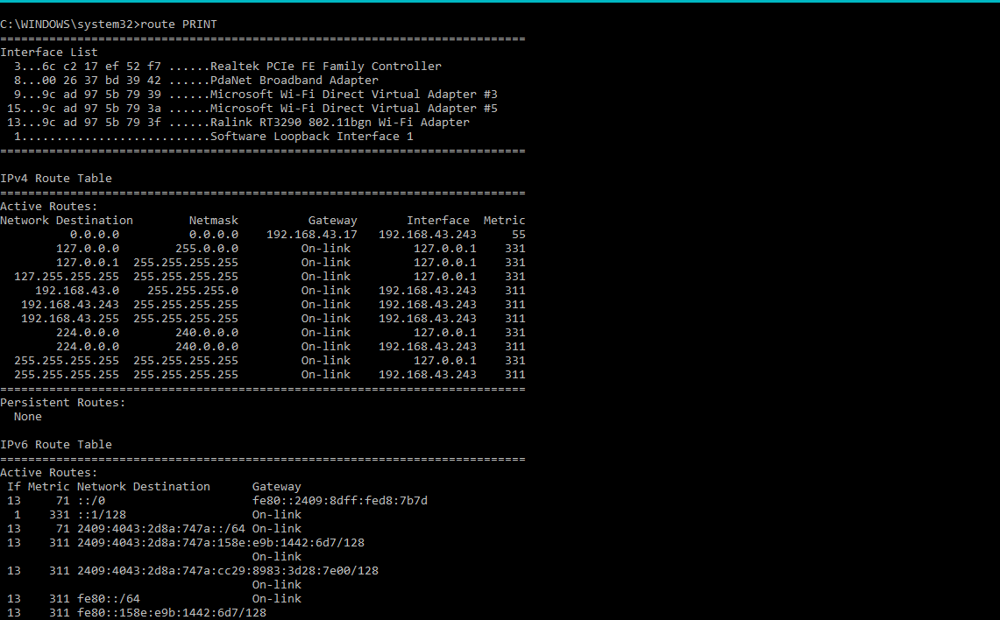 C:\WINDOWS\system32>route PRINT
===========================================================================
Interface List
  3...6c c2 17 ef 52 f7 ......Realtek PCIe FE Family Controller
  8...00 26 37 bd 39 42 ......PdaNet Broadband Adapter
  9...9c ad 97 5b 79 39 ......Microsoft Wi-Fi Direct Virtual Adapter #3
 15...9c ad 97 5b 79 3a ......Microsoft Wi-Fi Direct Virtual Adapter #5
 13...9c ad 97 5b 79 3f ......Ralink RT3290 802.11bgn Wi-Fi Adapter
  1...........................Software Loopback Interface 1
===========================================================================

IPv4 Route Table
===========================================================================
Active Routes:
Network Destination        Netmask          Gateway       Interface  Metric
          0.0.0.0          0.0.0.0    192.168.43.17   192.168.43.243     55
        127.0.0.0        255.0.0.0         On-link         127.0.0.1    331
        127.0.0.1  255.255.255.255         On-link         127.0.0.1    331
  127.255.255.255  255.255.255.255         On-link         127.0.0.1    331
     192.168.43.0    255.255.255.0         On-link    192.168.43.243    311
   192.168.43.243  255.255.255.255         On-link    192.168.43.243    311
   192.168.43.255  255.255.255.255         On-link    192.168.43.243    311
        224.0.0.0        240.0.0.0         On-link         127.0.0.1    331
        224.0.0.0        240.0.0.0         On-link    192.168.43.243    311
  255.255.255.255  255.255.255.255         On-link         127.0.0.1    331
  255.255.255.255  255.255.255.255         On-link    192.168.43.243    311
===========================================================================
Persistent Routes:
  None

IPv6 Route Table
===========================================================================
Active Routes:
 If Metric Network Destination      Gateway
 13     71 ::/0                     fe80::2409:8dff:fed8:7b7d
  1    331 ::1/128                  On-link
 13     71 2409:4043:2d8a:747a::/64 On-link
 13    311 2409:4043:2d8a:747a:158e:e9b:1442:6d7/128
                                    On-link
 13    311 2409:4043:2d8a:747a:cc29:8983:3d28:7e00/128
                                    On-link
 13    311 fe80::/64                On-link
 13    311 fe80::158e:e9b:1442:6d7/128